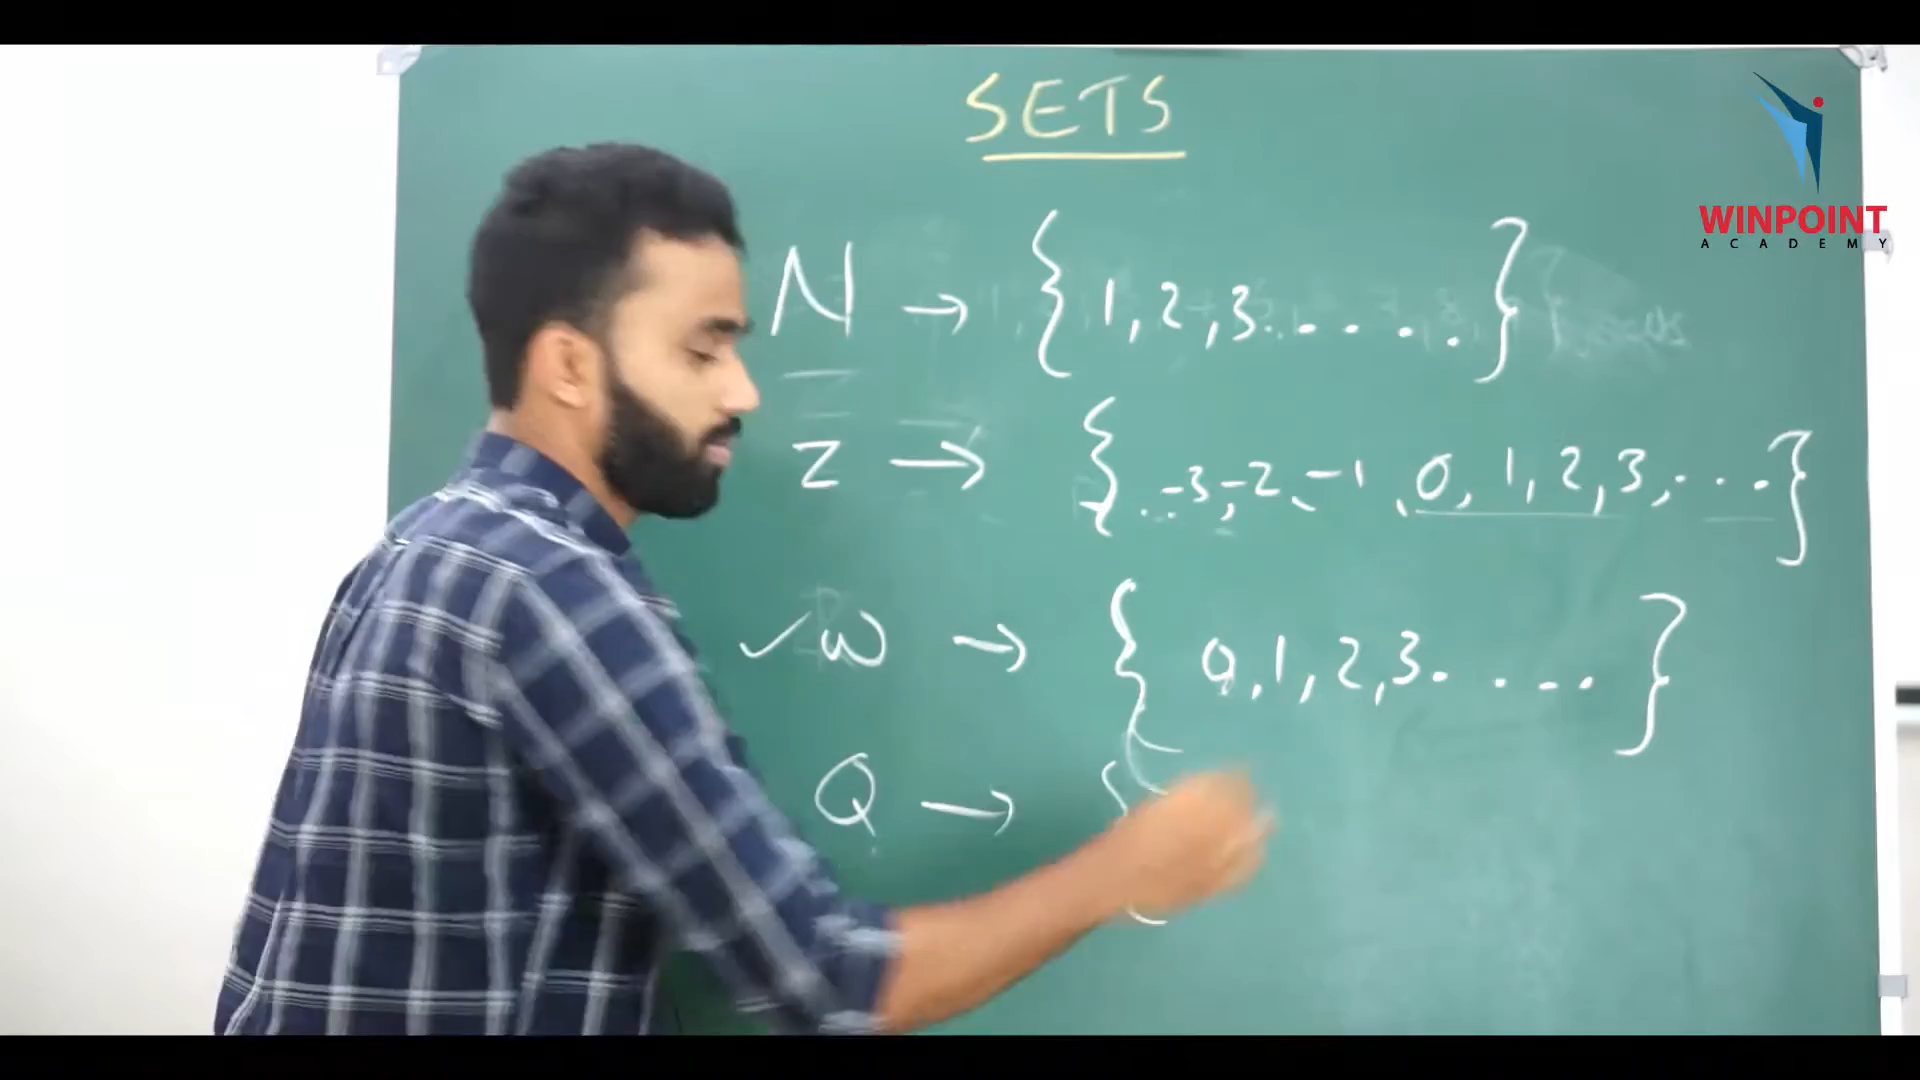 SETS
WINPOINT
ACADEMY
N → {1, 2, 3. . . . .}
Z → {. . -3, -2, -1, 0, 1, 2, 3, . . .}
✓ W → {0, 1, 2, 3. . . .}
Q → {